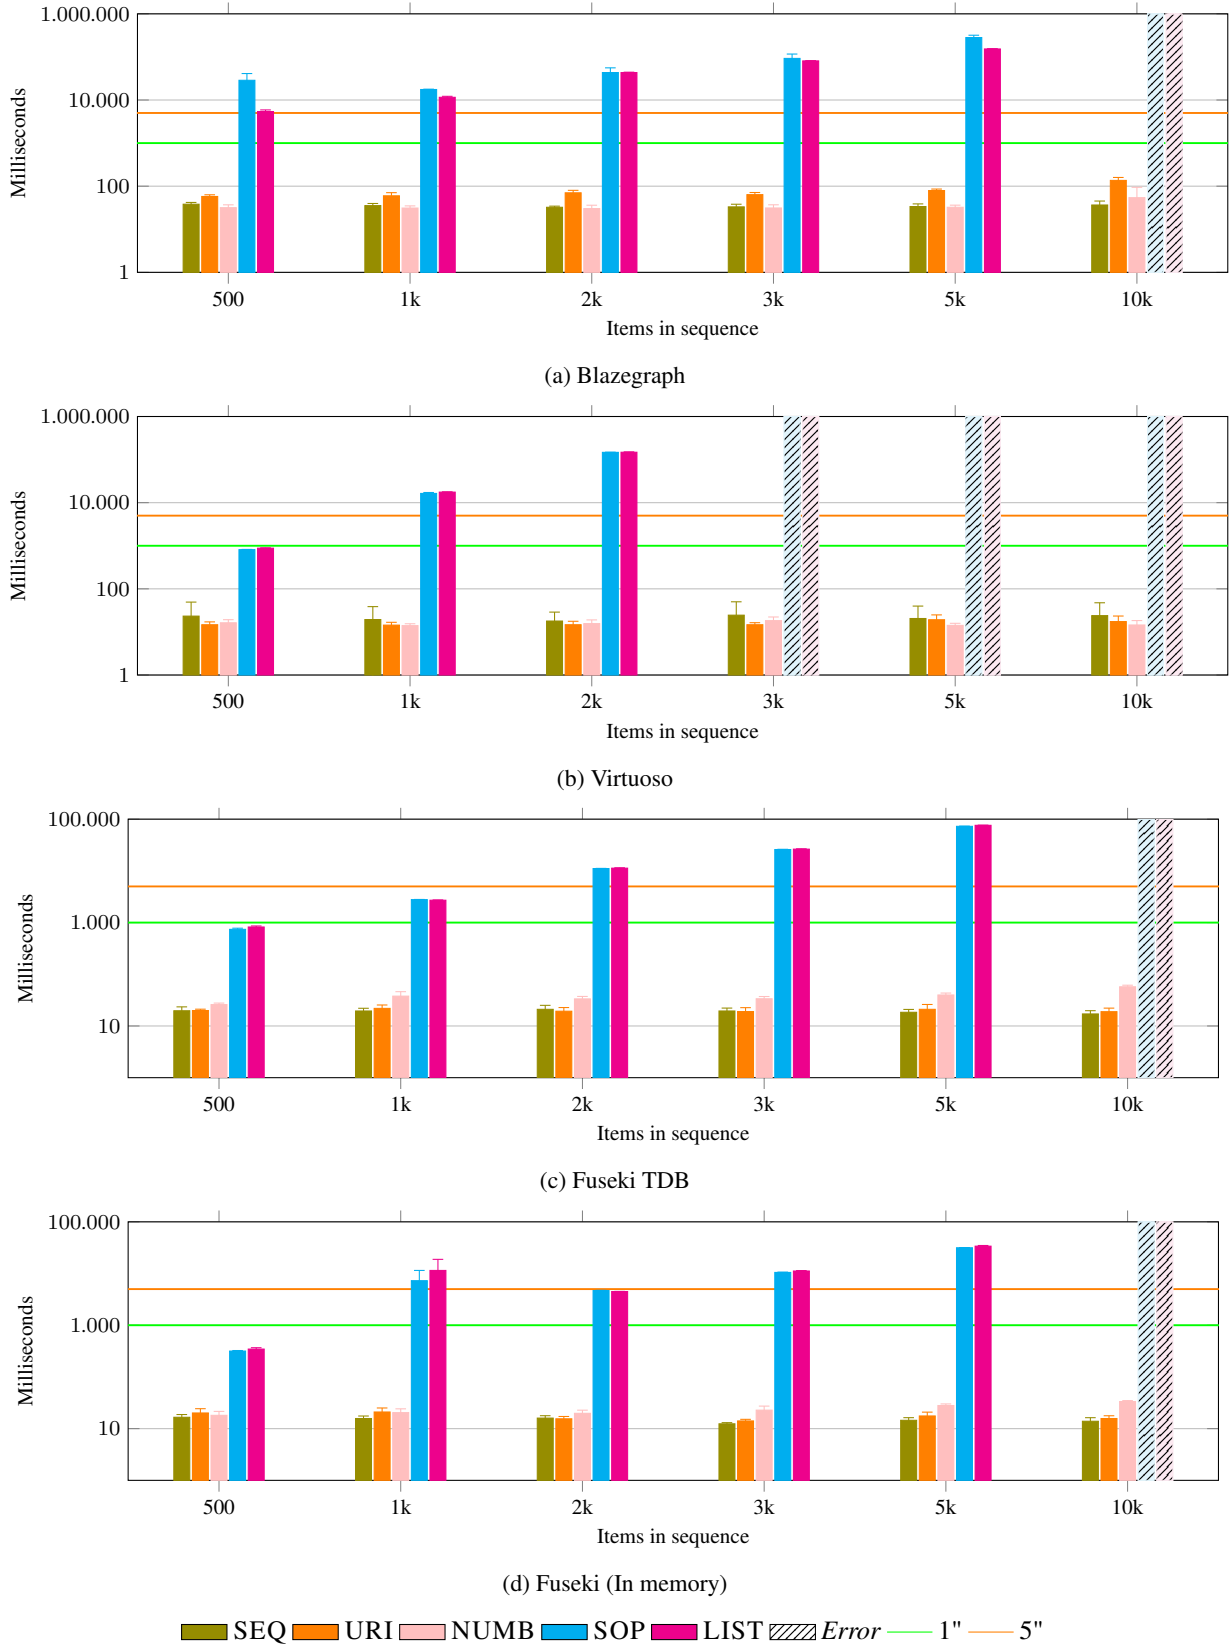 1.000.000
10.000
100
1
Milliseconds
500 1k 2k 3k 5k 10k
Items in sequence
(a) Blazegraph
1.000.000
10.000
100
1
Milliseconds
500 1k 2k 3k 5k 10k
Items in sequence
(b) Virtuoso
100.000
1.000
10
Milliseconds
500 1k 2k 3k 5k 10k
Items in sequence
(c) Fuseki TDB
100.000
1.000
10
Milliseconds
500 1k 2k 3k 5k 10k
Items in sequence
(d) Fuseki (In memory)
SEQ URI NUMB SOP LIST Error 1" 5"